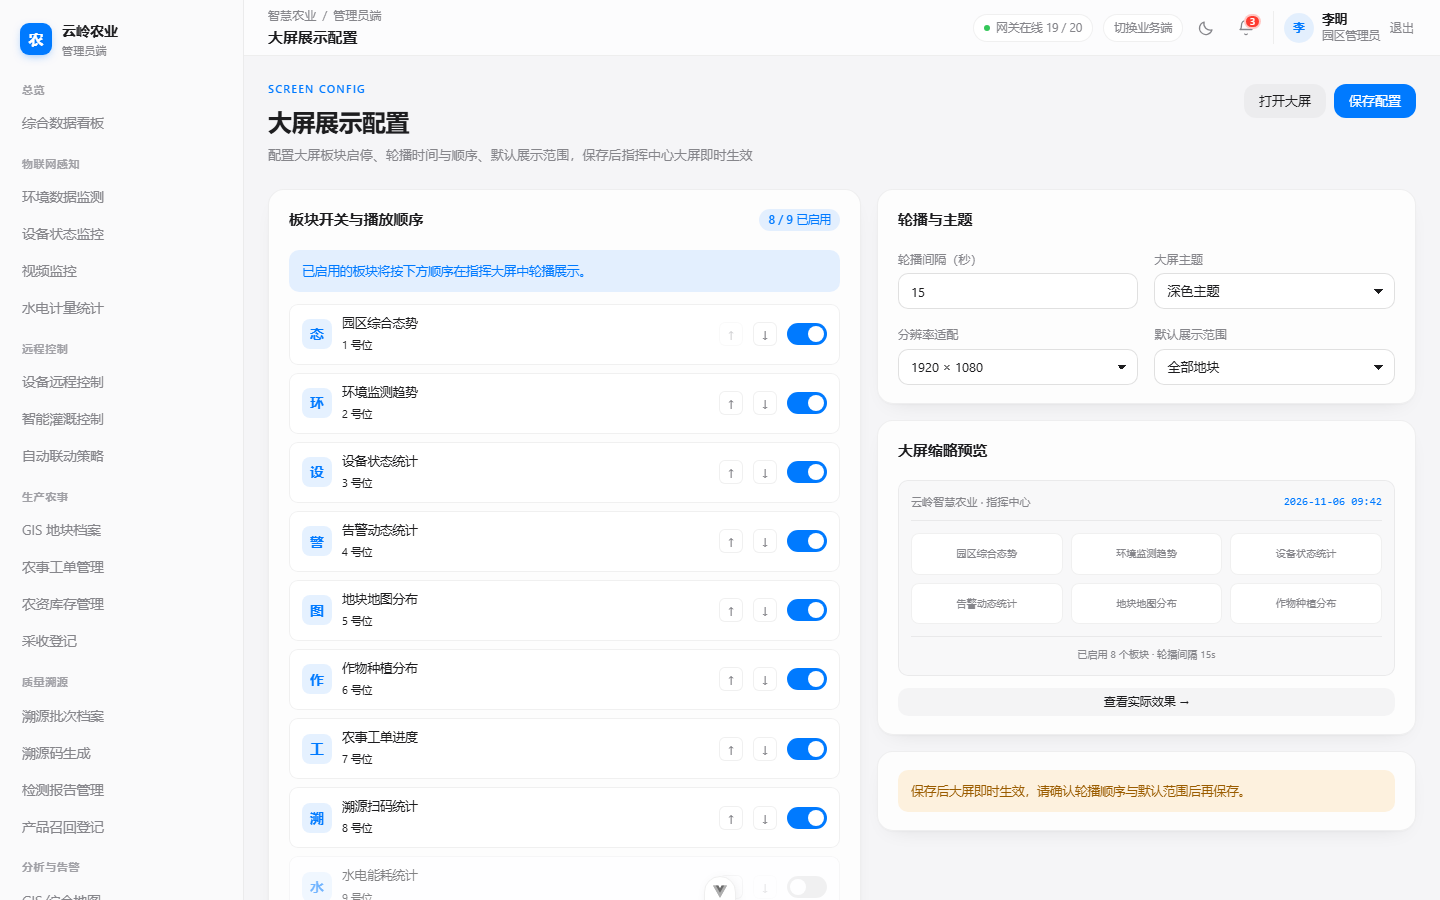 农
云岭农业
管理员端
总览
综合数据看板
物联网感知
环境数据监测
设备状态监控
视频监控
水电计量统计
远程控制
设备远程控制
智能灌溉控制
自动联动策略
生产农事
GIS 地块档案
农事工单管理
农资库存管理
采收登记
质量溯源
溯源批次档案
溯源码生成
检测报告管理
产品召回登记
分析与告警
GIS 综合地图
智慧农业 / 管理员端
大屏展示配置
网关在线 19 / 20
切换业务端
3
李
李明
园区管理员
退出
SCREEN CONFIG
大屏展示配置
配置大屏板块启停、轮播时间与顺序、默认展示范围，保存后指挥中心大屏即时生效
打开大屏
保存配置
板块开关与播放顺序
8 / 9 已启用
已启用的板块将按下方顺序在指挥大屏中轮播展示。
态
园区综合态势
1 号位
↑ ↓
环
环境监测趋势
2 号位
↑ ↓
设
设备状态统计
3 号位
↑ ↓
警
告警动态统计
4 号位
↑ ↓
图
地块地图分布
5 号位
↑ ↓
作
作物种植分布
6 号位
↑ ↓
工
农事工单进度
7 号位
↑ ↓
溯
溯源扫码统计
8 号位
↑ ↓
水
水电能耗统计
9 号位
↓
轮播与主题
轮播间隔（秒）
15
大屏主题
深色主题
分辨率适配
1920 × 1080
默认展示范围
全部地块
大屏缩略预览
云岭智慧农业 · 指挥中心
2026-11-06 09:42
园区综合态势
环境监测趋势
设备状态统计
告警动态统计
地块地图分布
作物种植分布
已启用 8 个板块 · 轮播间隔 15s
查看实际效果 →
保存后大屏即时生效，请确认轮播顺序与默认范围后再保存。